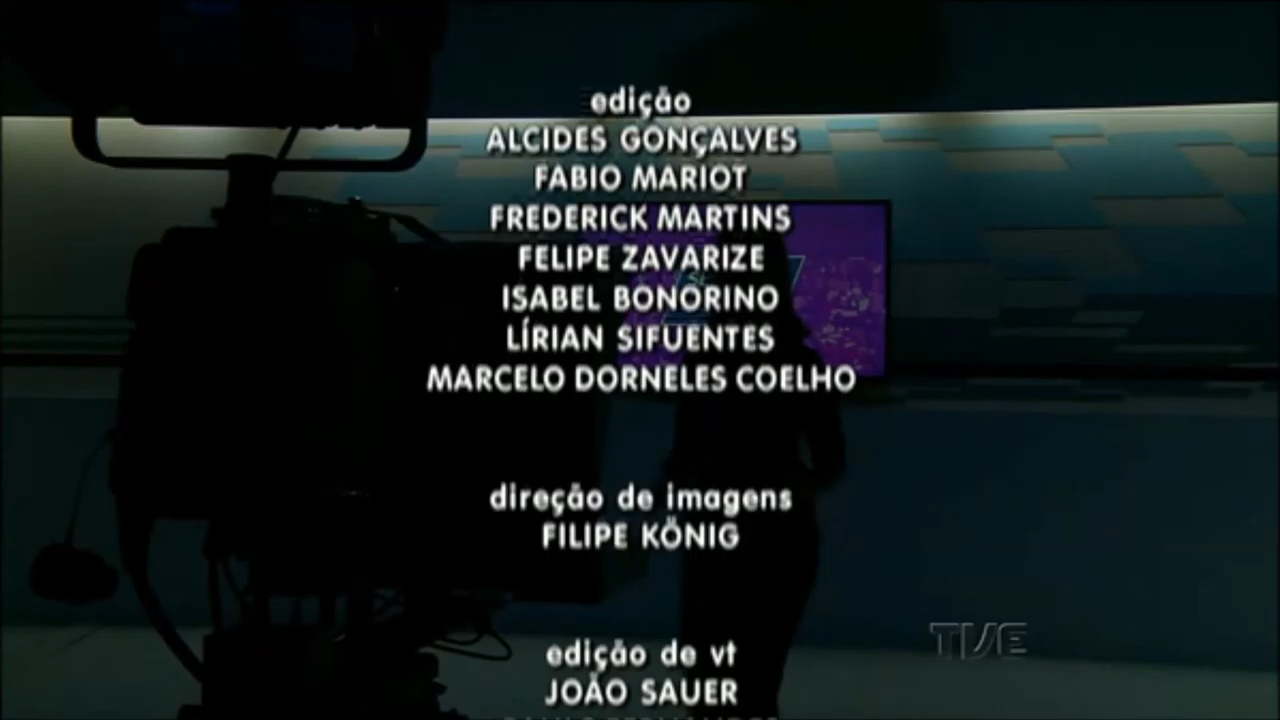 edição
ALCIDES GONÇALVES
FABIO MARIOT
FREDERICK MARTINS
FELIPE ZAVARIZE
ISABEL BONORINO
LÍRIAN SIFUENTES
MARCELO DORNELES COELHO
direção de imagens
FILIPE KÖNIG
TVE
edição de vt
JOÃO SAUER